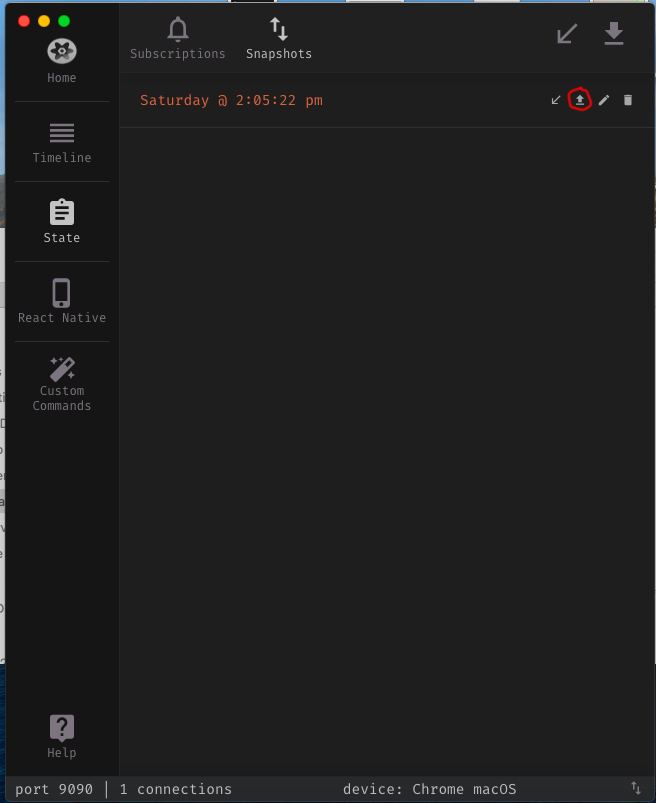 Home
Subscriptions
Snapshots
Saturday @ 2:05:22 pm
Timeline
State
React Native
Custom
Commands
Help
port 9090 | 1 connections
device: Chrome macOS